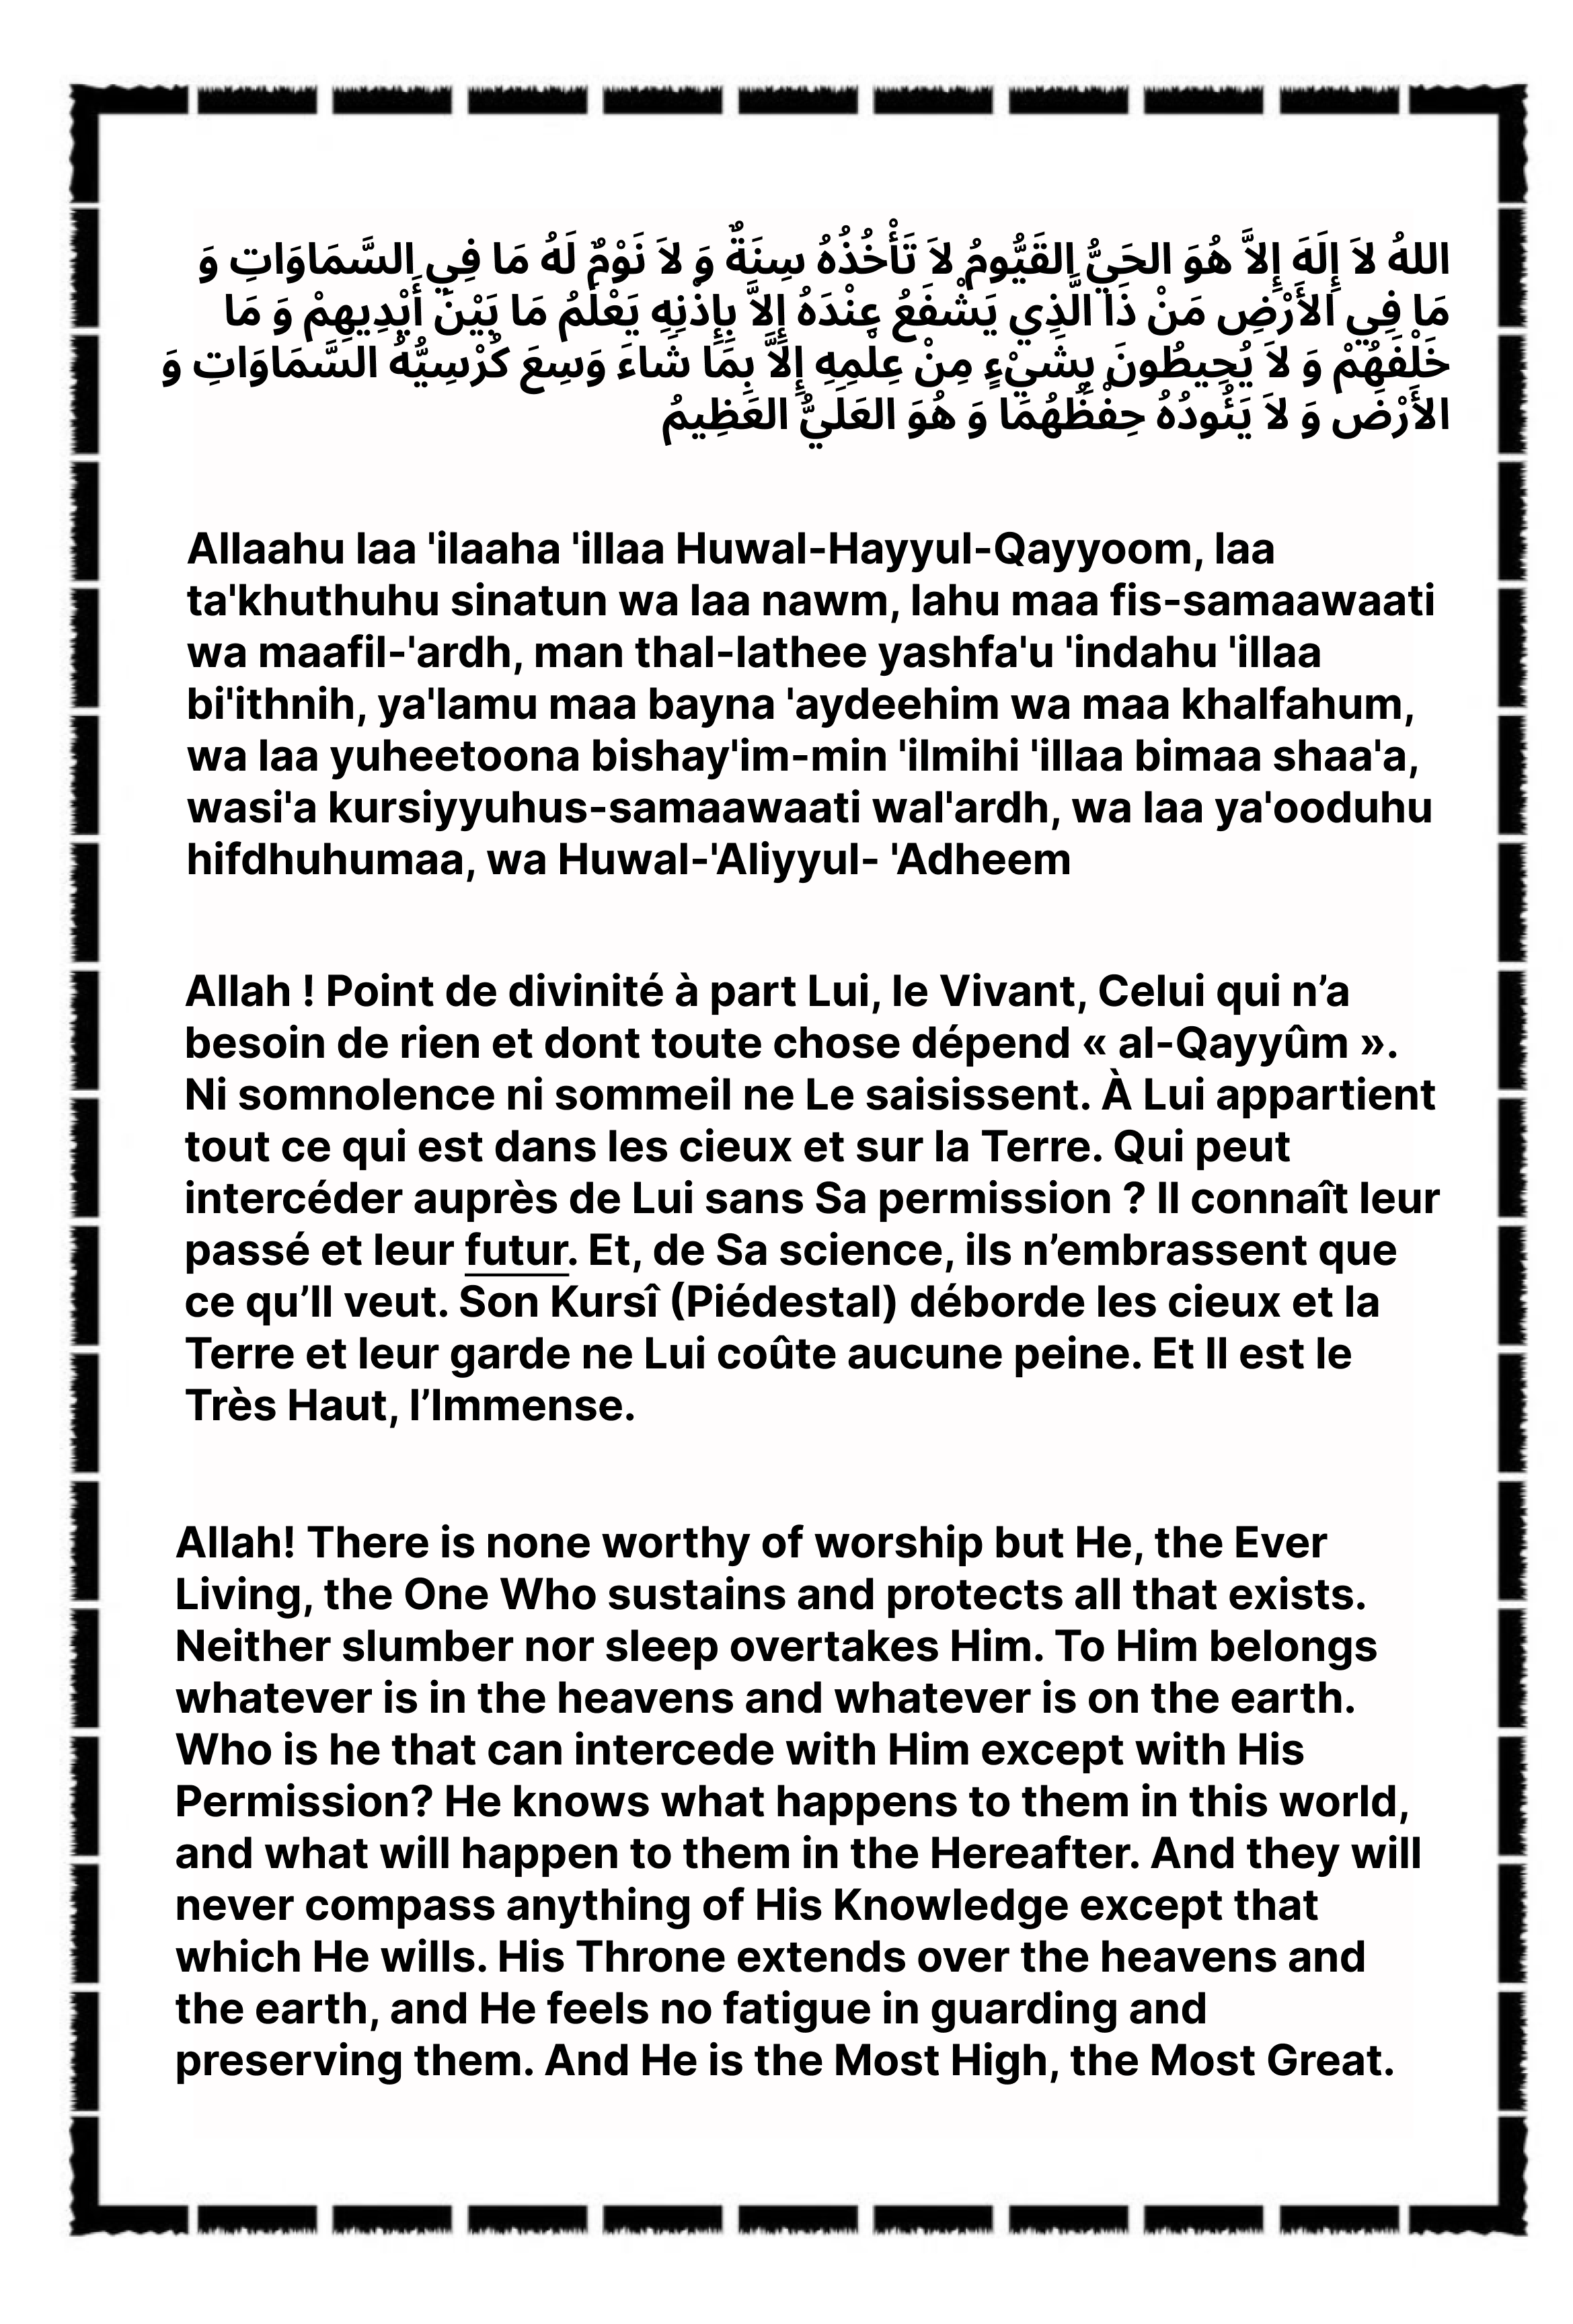 اللهُ لاَ إِلَهَ إِلاَّ هُوَ الحَيُّ القَيُّومُ لاَ تَأْخُذُهُ سِنَةٌ وَ لاَ نَوْمٌ لَهُ مَا فِي السَّمَاوَاتِ وَ
مَا فِي الأَرْضِ مَنْ ذَا الَّذِي يَشْفَعُ عِنْدَهُ إِلاَّ بِإِذْنِهِ يَعْلَمُ مَا بَيْنَ أَيْدِيهِمْ وَ مَا
خَلْفَهُمْ وَ لاَ يُحِيطُونَ بِشَيْءٍ مِنْ عِلْمِهِ إِلاَّ بِمَا شَاءَ وَسِعَ كُرْسِيُّهُ السَّمَاوَاتِ وَ
الأَرْضَ وَ لاَ يَئُودُهُ حِفْظُهُمَا وَ هُوَ العَلَيُّ العَظِيمُ
Allaahu laa 'ilaaha 'illaa Huwal-Hayyul-Qayyoom, laa
ta'khuthuhu sinatun wa laa nawm, lahu maa fis-samaawaati
wa maafil-'ardh, man thal-lathee yashfa'u 'indahu 'illaa
bi'ithnih, ya'lamu maa bayna 'aydeehim wa maa khalfahum,
wa laa yuheetoona bishay'im-min 'ilmihi 'illaa bimaa shaa'a,
wasi'a kursiyyuhus-samaawaati wal'ardh, wa laa ya'ooduhu
hifdhuhumaa, wa Huwal-'Aliyyul- 'Adheem
Allah ! Point de divinité à part Lui, le Vivant, Celui qui n’a
besoin de rien et dont toute chose dépend « al-Qayyûm ».
Ni somnolence ni sommeil ne Le saisissent. À Lui appartient
tout ce qui est dans les cieux et sur la Terre. Qui peut
intercéder auprès de Lui sans Sa permission ? Il connaît leur
passé et leur futur. Et, de Sa science, ils n’embrassent que
ce qu’Il veut. Son Kursî (Piédestal) déborde les cieux et la
Terre et leur garde ne Lui coûte aucune peine. Et Il est le
Très Haut, l’Immense.
Allah! There is none worthy of worship but He, the Ever
Living, the One Who sustains and protects all that exists.
Neither slumber nor sleep overtakes Him. To Him belongs
whatever is in the heavens and whatever is on the earth.
Who is he that can intercede with Him except with His
Permission? He knows what happens to them in this world,
and what will happen to them in the Hereafter. And they will
never compass anything of His Knowledge except that
which He wills. His Throne extends over the heavens and
the earth, and He feels no fatigue in guarding and
preserving them. And He is the Most High, the Most Great.